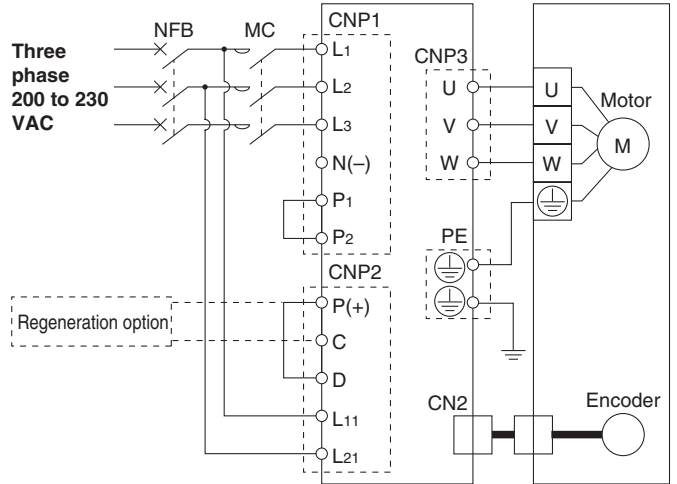 NFB
MC
CNP1
Three
phase
200 to 230
VAC
L1
L2
L3
N(–)
P1
P2
CNP3
U
V
W
U
V
W
Motor
M
PE
CNP2
Regeneration option
P(+)
C
D
L11
L21
CN2
Encoder